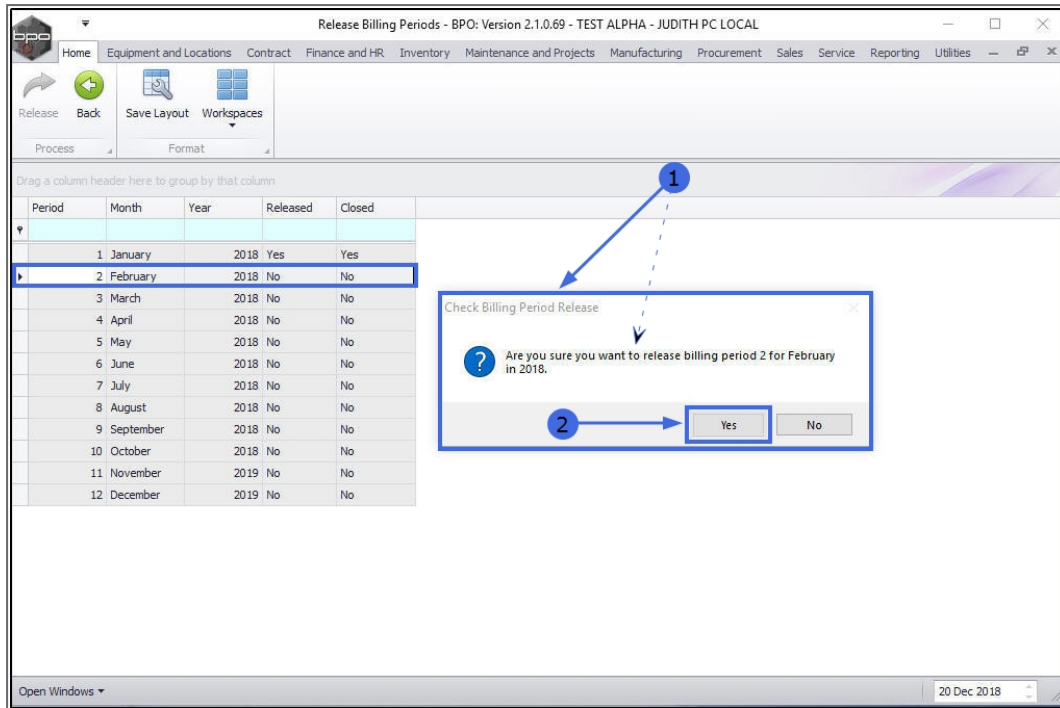 Release Billing Periods - BPO: Version 2.1.0.69 - TEST ALPHA - JUDITH PC LOCAL
bpo
Home Equipment and Locations Contract Finance and HR Inventory Maintenance and Projects Manufacturing Procurement Sales Service Reporting Utilities
Release Back Save Layout Workspaces
Process Format
Drag a column header here to group by that column
Period Month Year Released Closed
1 January 2018 Yes Yes
2 February 2018 No No
3 March 2018 No No
4 April 2018 No No
5 May 2018 No No
6 June 2018 No No
7 July 2018 No No
8 August 2018 No No
9 September 2018 No No
10 October 2018 No No
11 November 2019 No No
12 December 2019 No No
1
Check Billing Period Release
? Are you sure you want to release billing period 2 for February
in 2018.
2 Yes No
Open Windows 20 Dec 2018